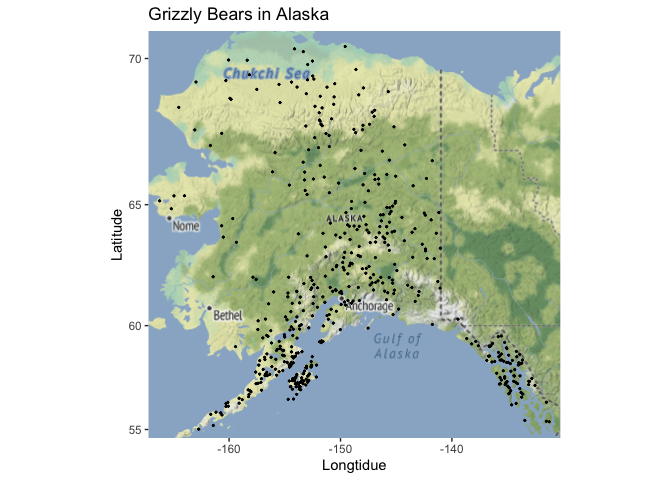 Grizzly Bears in Alaska
70
Chukchi Sea
65
ALASKA
Nome
Latitude
Anchorage
Bethel
60
Gulf of
Alaska
55
-160
-150
-140
Longtidue